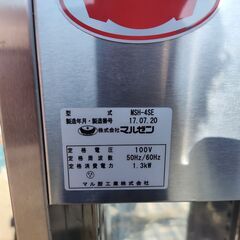 型 式 MSH-4SE
製造年月・製造番号 17.07.20
株式会社 マルゼン
定格電圧 100V
定格周波数 50Hz/60Hz
定格消費電力 1.3kW
マル厨工業株式会社